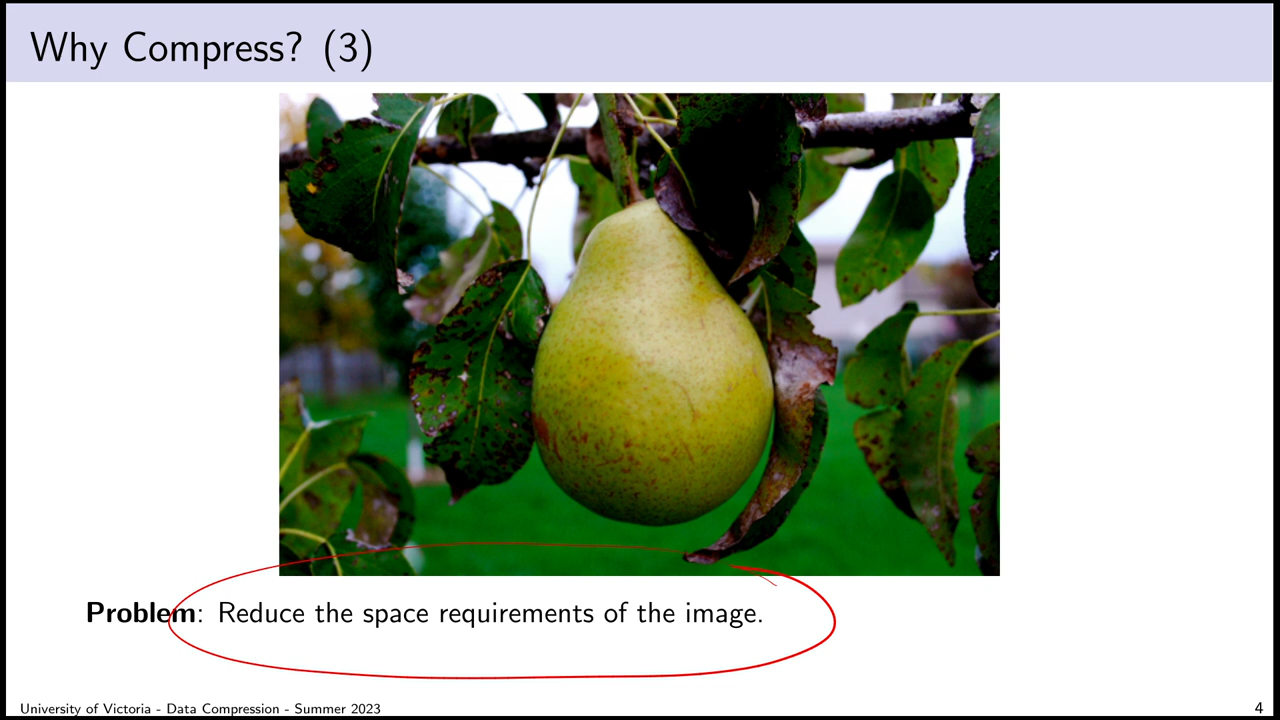 Why Compress? (3)
Problem: Reduce the space requirements of the image.
University of Victoria - Data Compression - Summer 2023
4